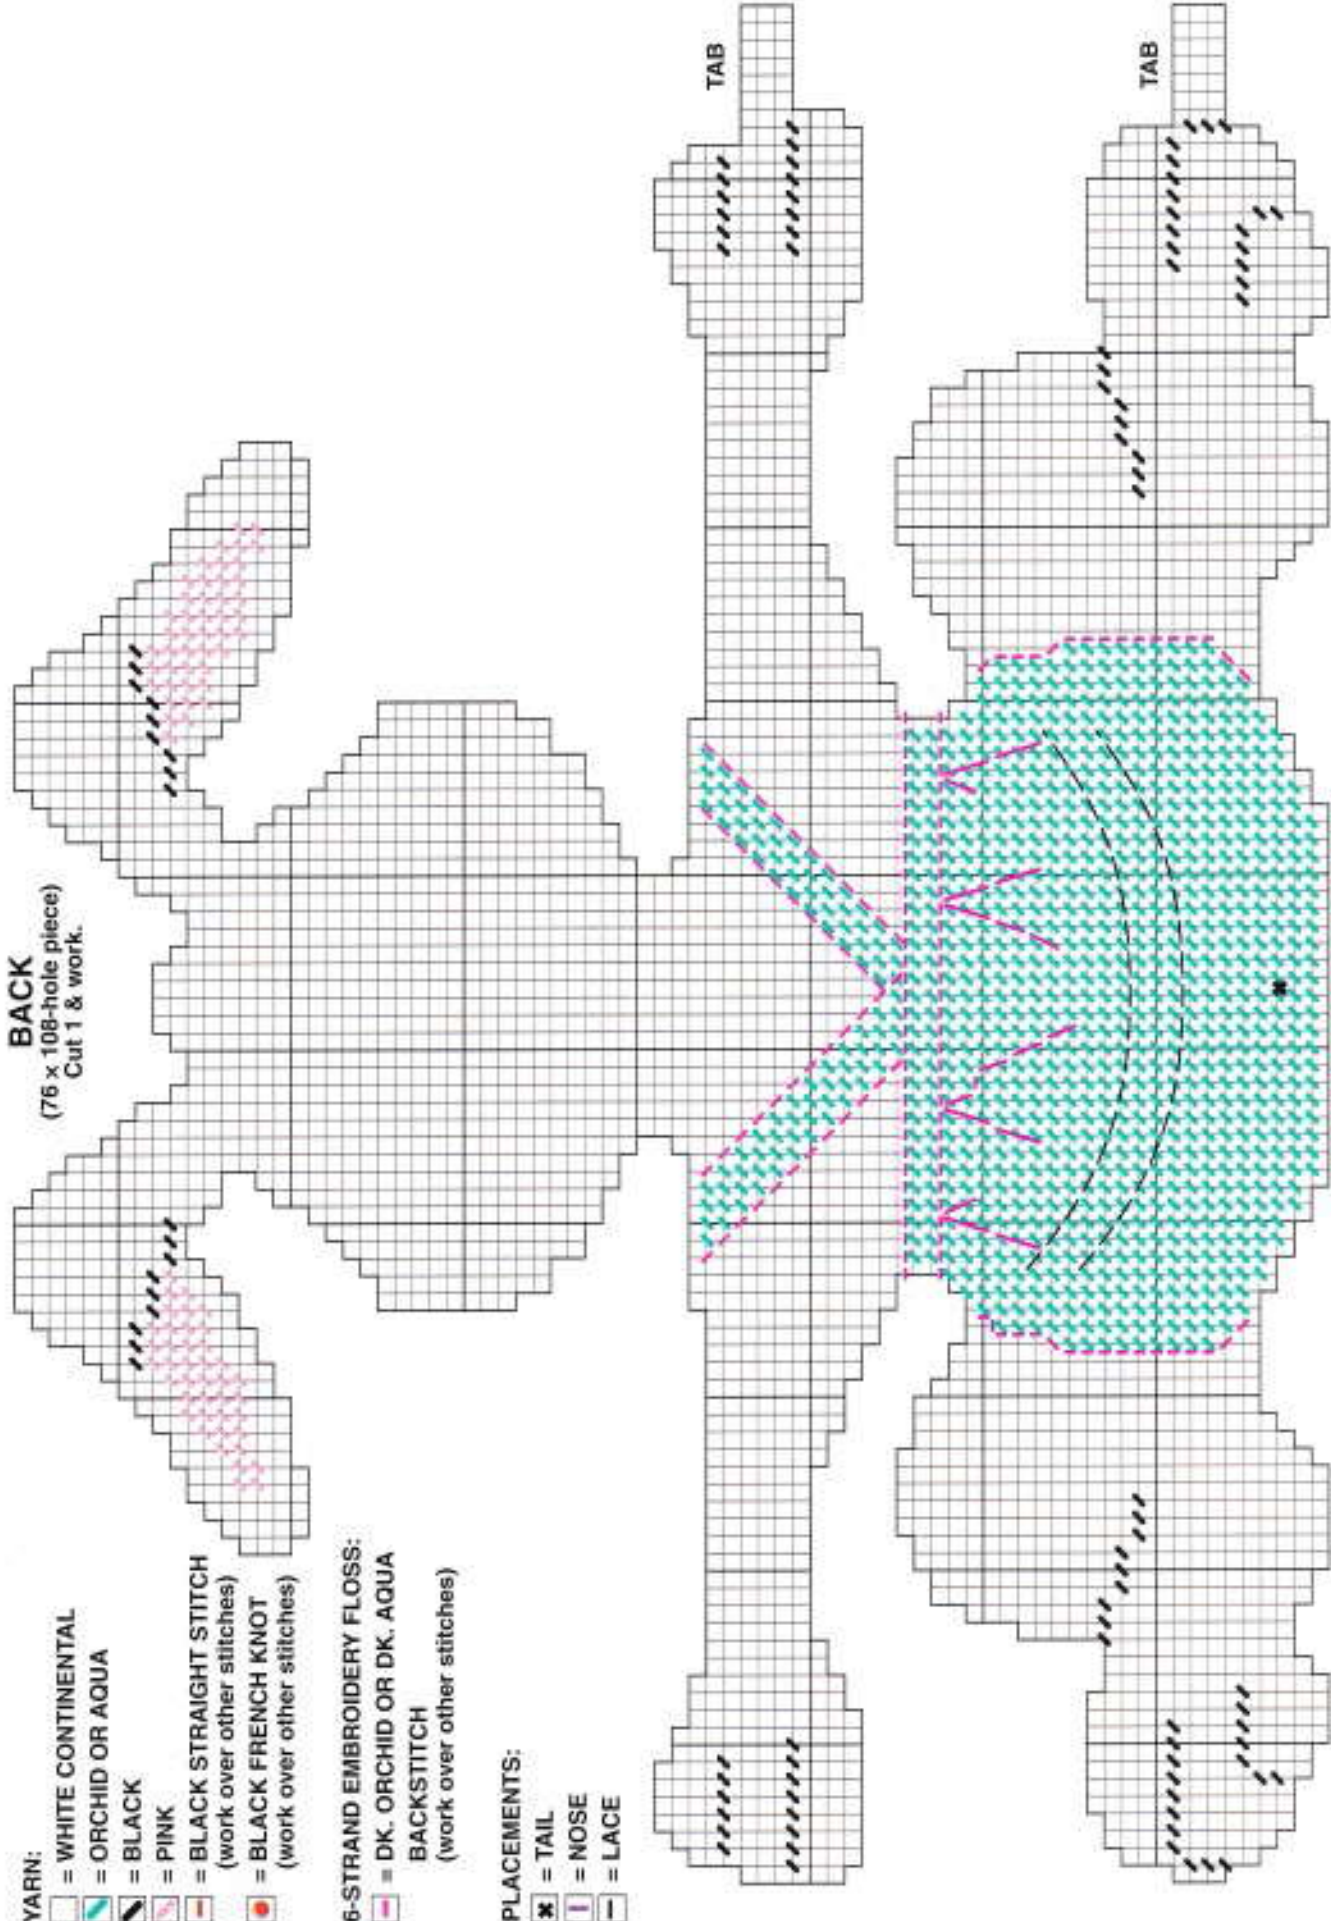 BACK
(76 x 108-hole piece)
Cut 1 & work.
TAB
TAB
YARN:
= WHITE CONTINENTAL
= ORCHID OR AQUA
= BLACK
= PINK
= BLACK STRAIGHT STITCH
(work over other stitches)
= BLACK FRENCH KNOT
(work over other stitches)
6-STRAND EMBROIDERY FLOSS:
= DK. ORCHID OR DK. AQUA
BACKSTITCH
(work over other stitches)
PLACEMENTS:
= TAIL
= NOSE
= LACE